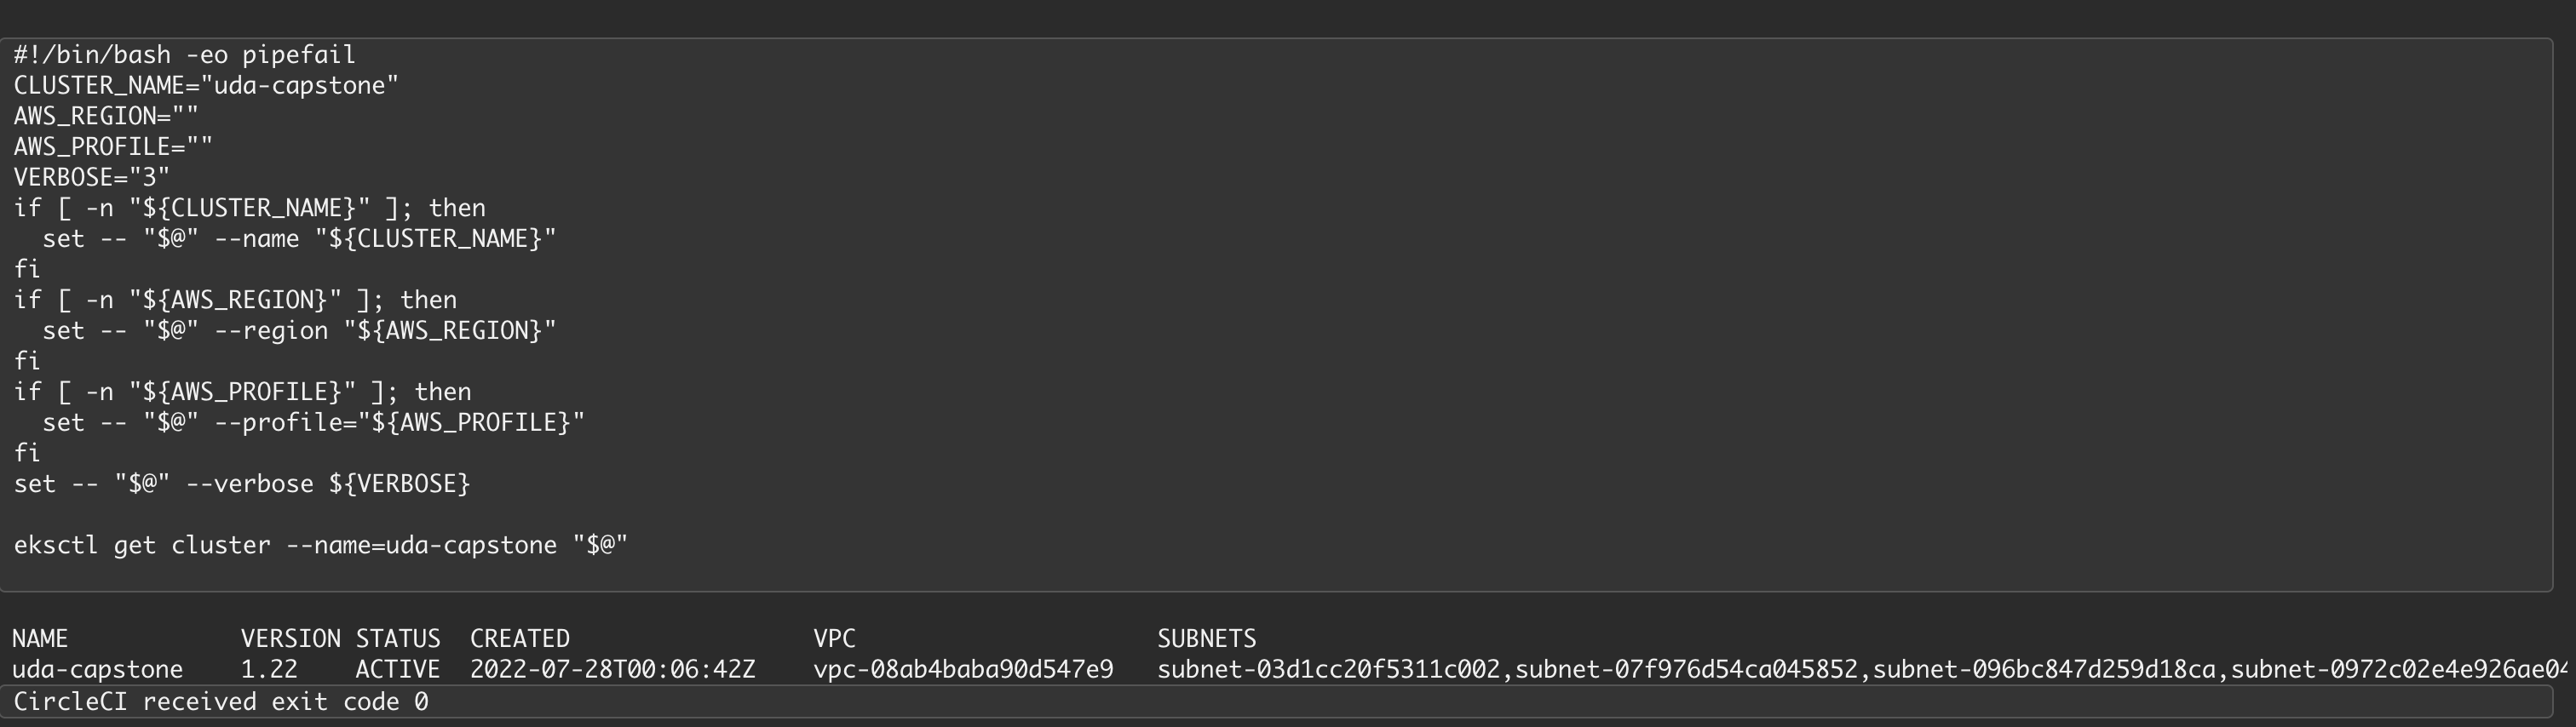 #!/bin/bash -eo pipefail
CLUSTER_NAME="uda-capstone"
AWS_REGION=""
AWS_PROFILE=""
VERBOSE="3"
if [ -n "${CLUSTER_NAME}" ]; then
  set -- "$@" --name "${CLUSTER_NAME}"
fi
if [ -n "${AWS_REGION}" ]; then
  set -- "$@" --region "${AWS_REGION}"
fi
if [ -n "${AWS_PROFILE}" ]; then
  set -- "$@" --profile="${AWS_PROFILE}"
fi
set -- "$@" --verbose ${VERBOSE}
eksctl get cluster --name=uda-capstone "$@"
NAME VERSION STATUS CREATED VPC SUBNETS
uda-capstone 1.22 ACTIVE 2022-07-28T00:06:42Z vpc-08ab4baba90d547e9 subnet-03d1cc20f5311c002,subnet-07f976d54ca045852,subnet-096bc847d259d18ca,subnet-0972c02e4e926ae0
CircleCI received exit code 0